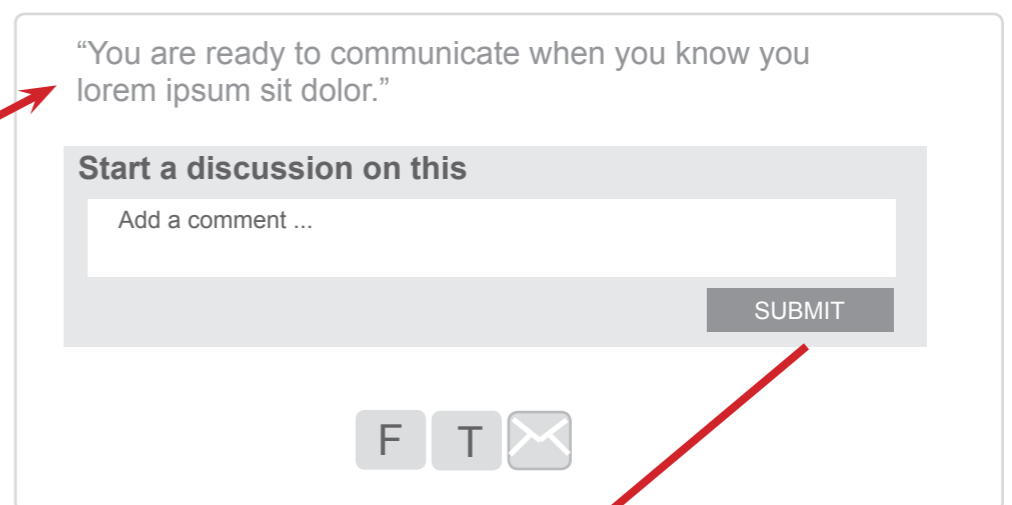 “You are ready to communicate when you know you
lorem ipsum sit dolor.”
Start a discussion on this
Add a comment ...
SUBMIT
F T